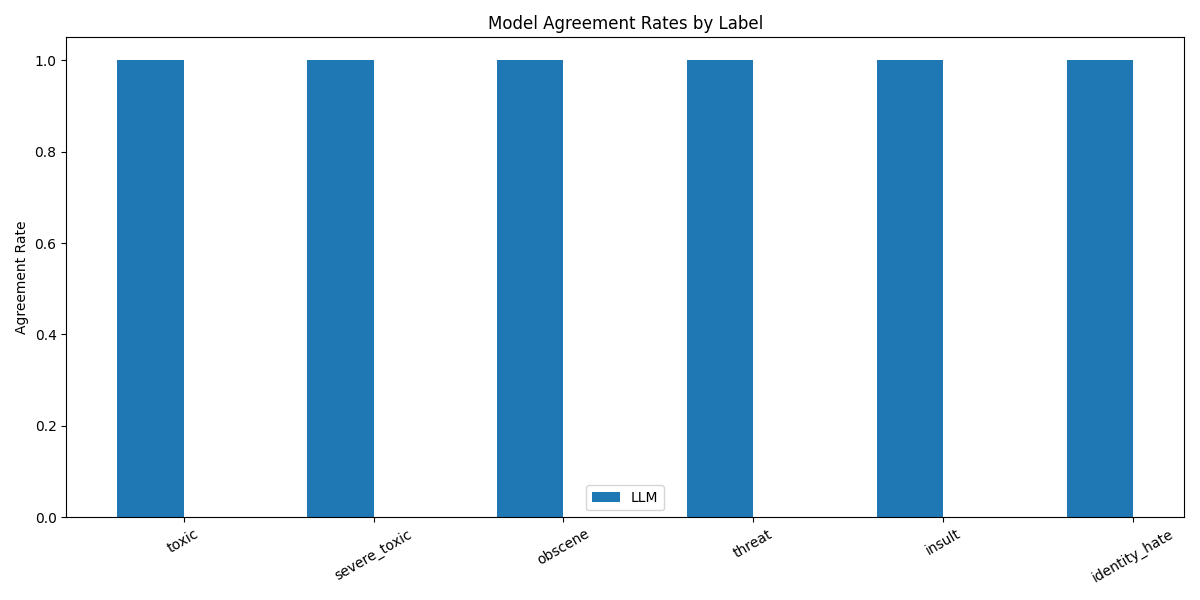 Model Agreement Rates by Label
Agreement Rate
1.0
0.8
0.6
0.4
0.2
0.0
LLM
toxic
severe_toxic
obscene
threat
insult
identity_hate